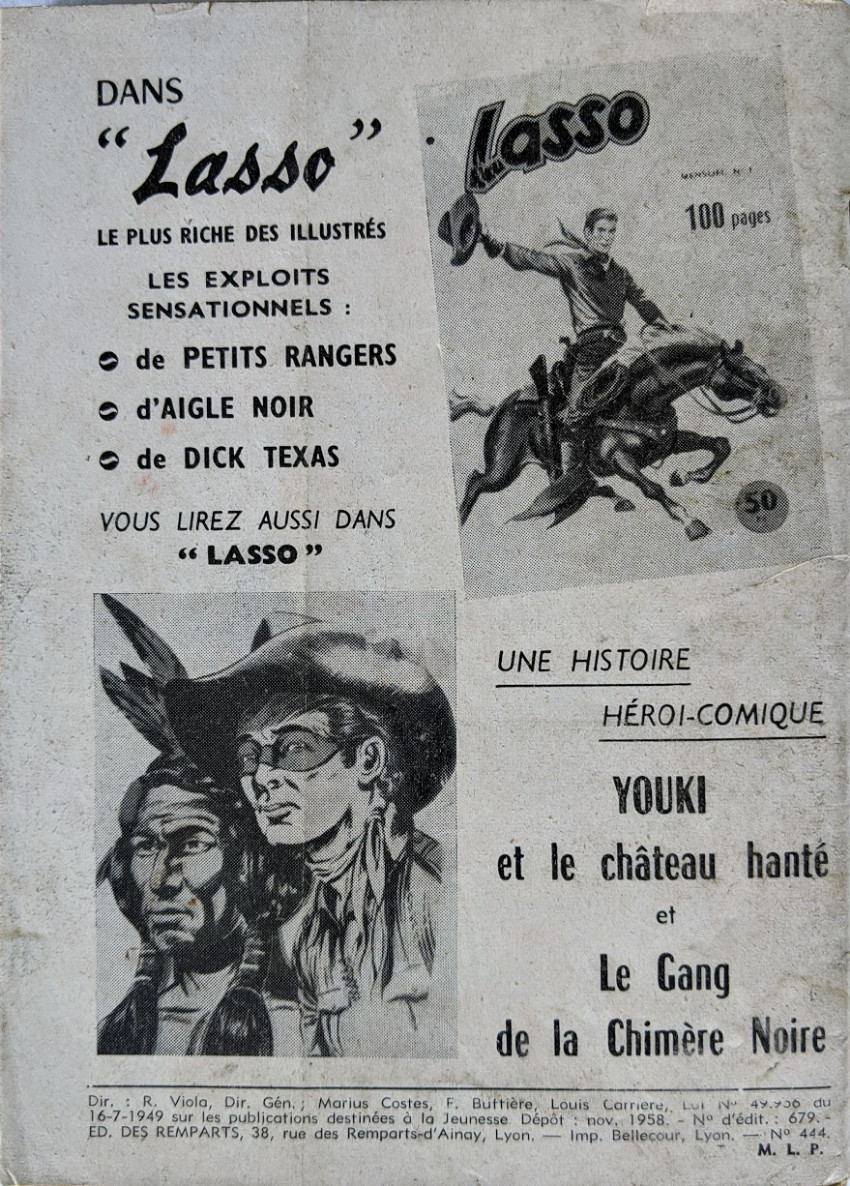 DANS
“Lasso”
LE PLUS RICHE DES ILLUSTRÉS
LES EXPLOITS
SENSATIONNELS :
de PETITS RANGERS
d'AIGLE NOIR
de DICK TEXAS
VOUS LIREZ AUSSI DANS
“LASSO”
Lasso
MENSUEL N° 1
100 pages
50
UNE HISTOIRE
HÉROI-COMIQUE
YOUKI
et le château hanté
et
Le Gang
de la Chimère Noire
Dir. : R. Viola, Dir. Gén. ; Marius Costes, F. Buttière, Louis Carrière, Loi N° 49.956 du
16-7-1949 sur les publications destinées à la Jeunesse Dépôt : nov. 1958. - N° d'édit. : 679. -
ED. DES REMPARTS, 38, rue des Remparts-d'Ainay, Lyon. — Imp. Bellecour, Lyon. — N° 444.
M. L. P.